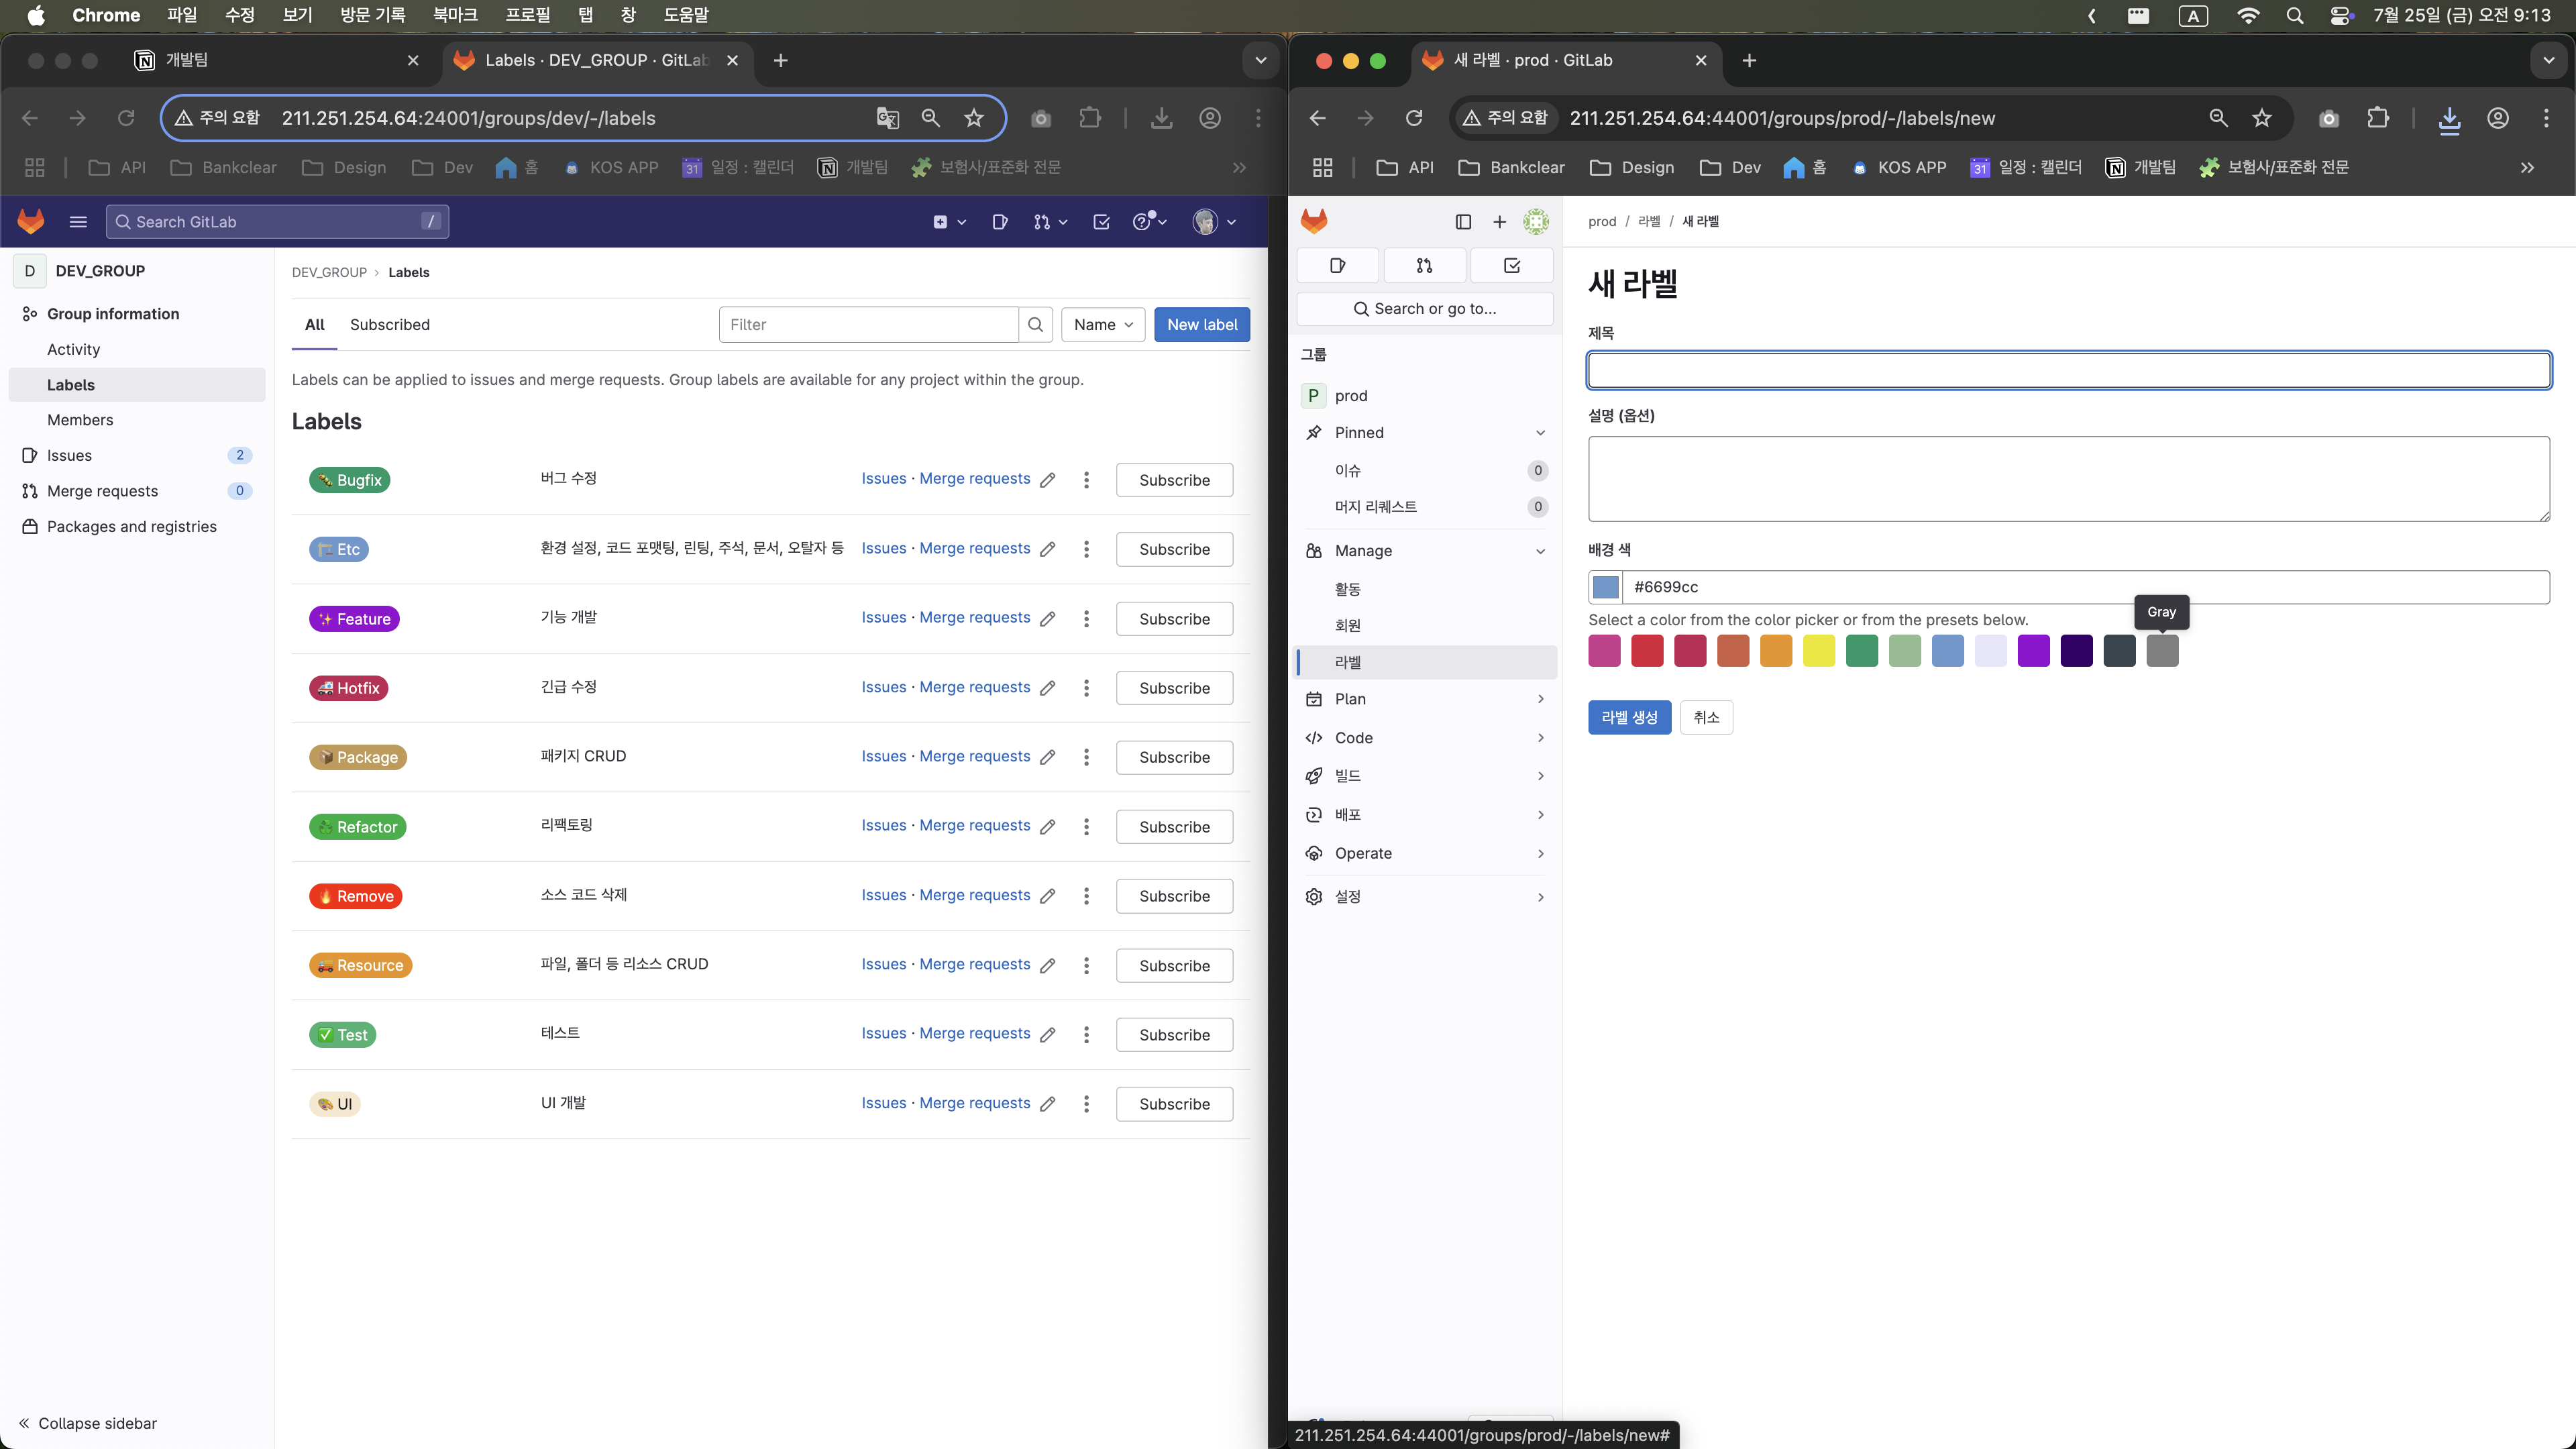 Chrome 파일 수정 보기 방문 기록 북마크 프로필 탭 창 도움말
A 7월 25일 (금) 오전 9:13
개발팀
Labels · DEV_GROUP · GitLab
주의 요함 211.251.254.64:24001/groups/dev/-/labels
API Bankclear Design Dev 홈 KOS APP 31 일정 : 캘린더 개발팀 보험사/표준화 전문
Search GitLab /
D DEV_GROUP
Group information
Activity
Labels
Members
Issues 2
Merge requests 0
Packages and registries
Collapse sidebar
DEV_GROUP › Labels
All Subscribed Filter Name New label
Labels can be applied to issues and merge requests. Group labels are available for any project within the group.
Labels
Bugfix 버그 수정 Issues · Merge requests Subscribe
Etc 환경 설정, 코드 포맷팅, 린팅, 주석, 문서, 오탈자 등 Issues · Merge requests Subscribe
Feature 기능 개발 Issues · Merge requests Subscribe
Hotfix 긴급 수정 Issues · Merge requests Subscribe
Package 패키지 CRUD Issues · Merge requests Subscribe
Refactor 리팩토링 Issues · Merge requests Subscribe
Remove 소스 코드 삭제 Issues · Merge requests Subscribe
Resource 파일, 폴더 등 리소스 CRUD Issues · Merge requests Subscribe
Test 테스트 Issues · Merge requests Subscribe
UI UI 개발 Issues · Merge requests Subscribe
새 라벨 · prod · GitLab
주의 요함 211.251.254.64:44001/groups/prod/-/labels/new
API Bankclear Design Dev 홈 KOS APP 31 일정 : 캘린더 개발팀 보험사/표준화 전문
Search or go to...
그룹
P prod
Pinned
이슈 0
머지 리퀘스트 0
Manage
활동
회원
라벨
Plan
Code
빌드
배포
Operate
설정
prod / 라벨 / 새 라벨
새 라벨
제목
설명 (옵션)
배경 색
#6699cc
Select a color from the color picker or from the presets below.
Gray
라벨 생성 취소
211.251.254.64:44001/groups/prod/-/labels/new#